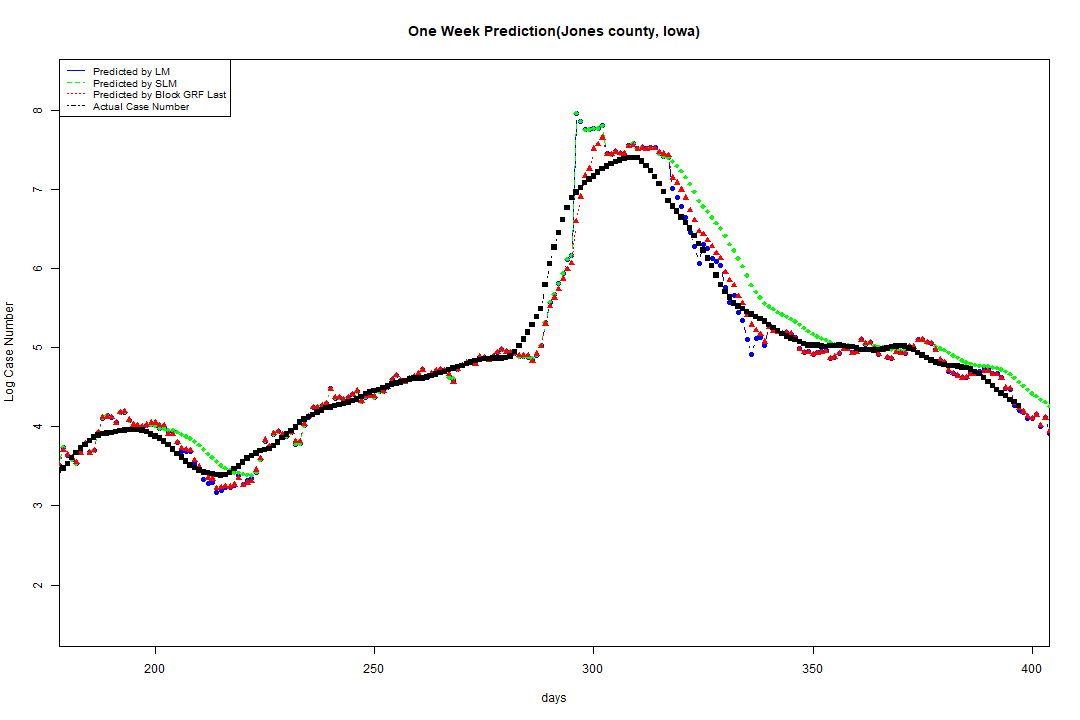 One Week Prediction(Jones county, Iowa)
Predicted by LM
Predicted by SLM
Predicted by Block GRF Last
Actual Case Number
8
7
6
5
4
3
2
Log Case Number
200 250 300 350 400
days